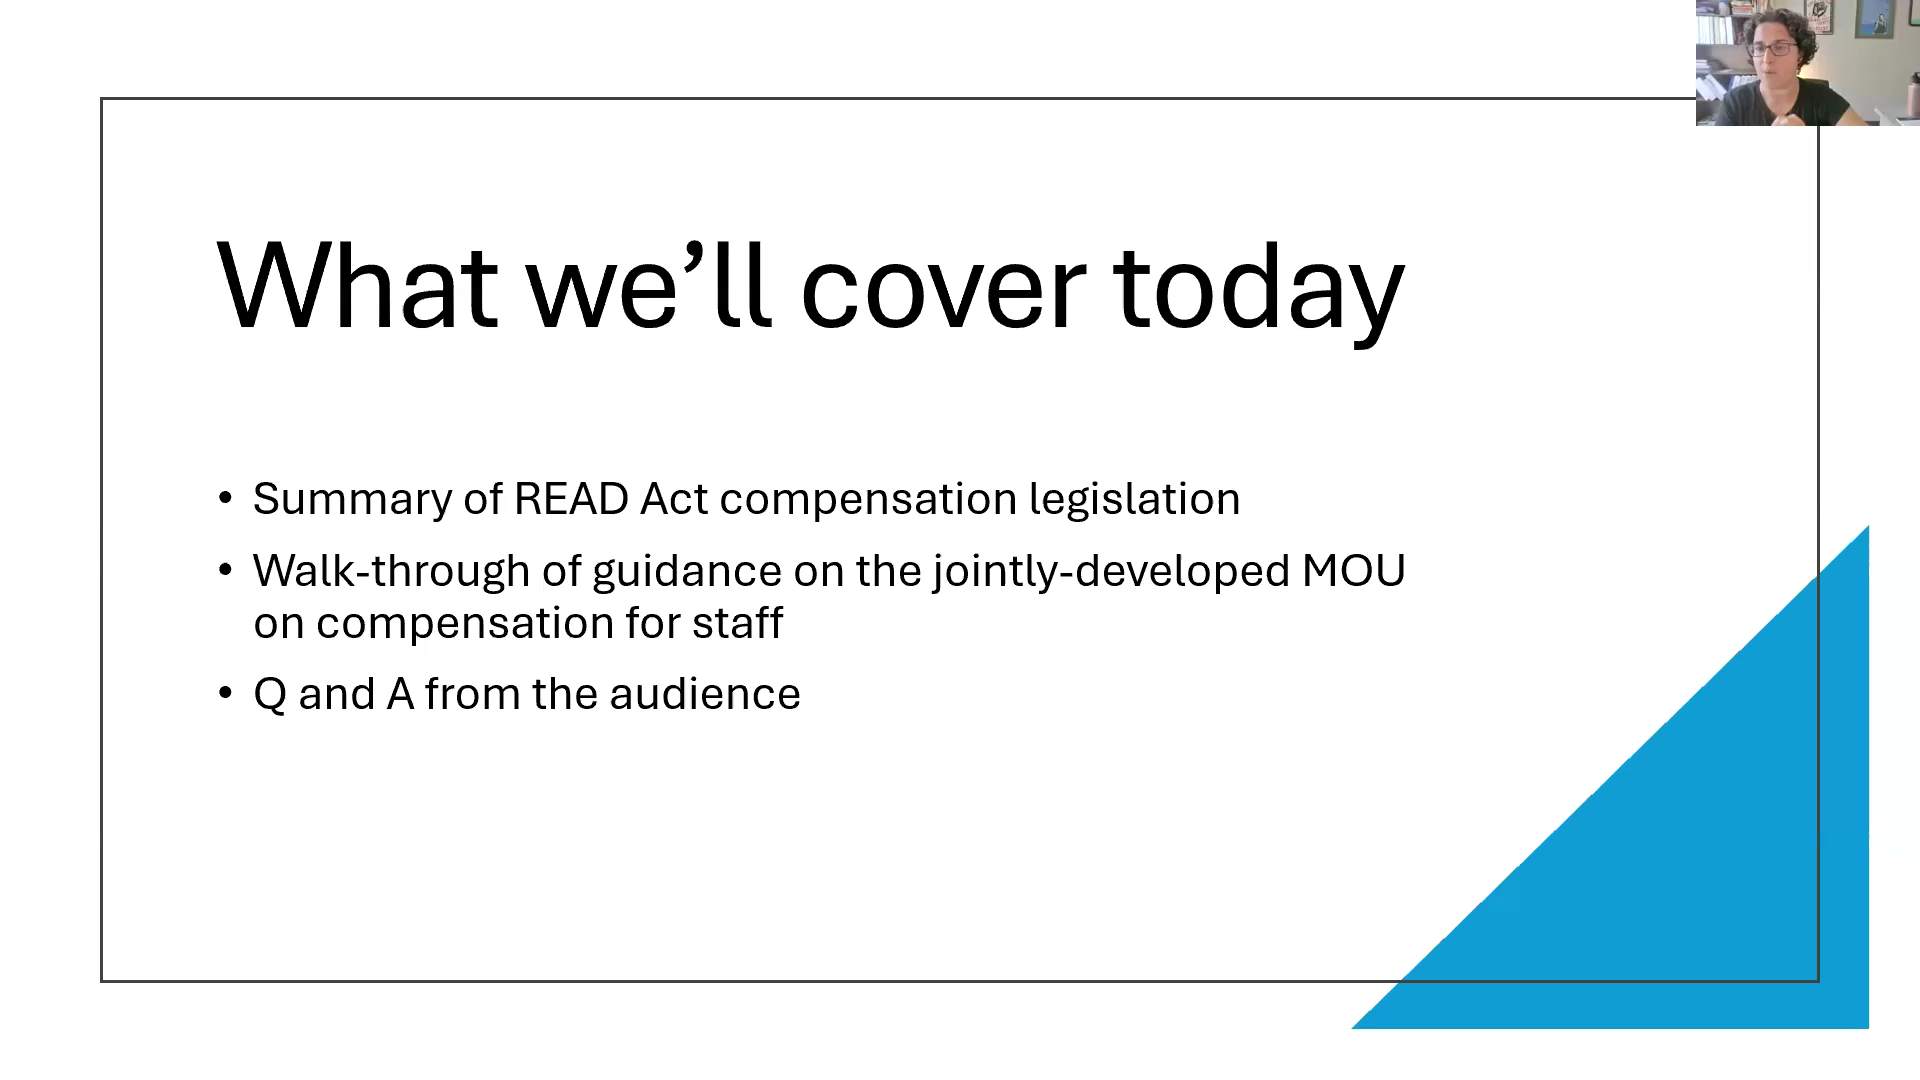 What we’ll cover today
• Summary of READ Act compensation legislation
• Walk-through of guidance on the jointly-developed MOU
on compensation for staff
• Q and A from the audience